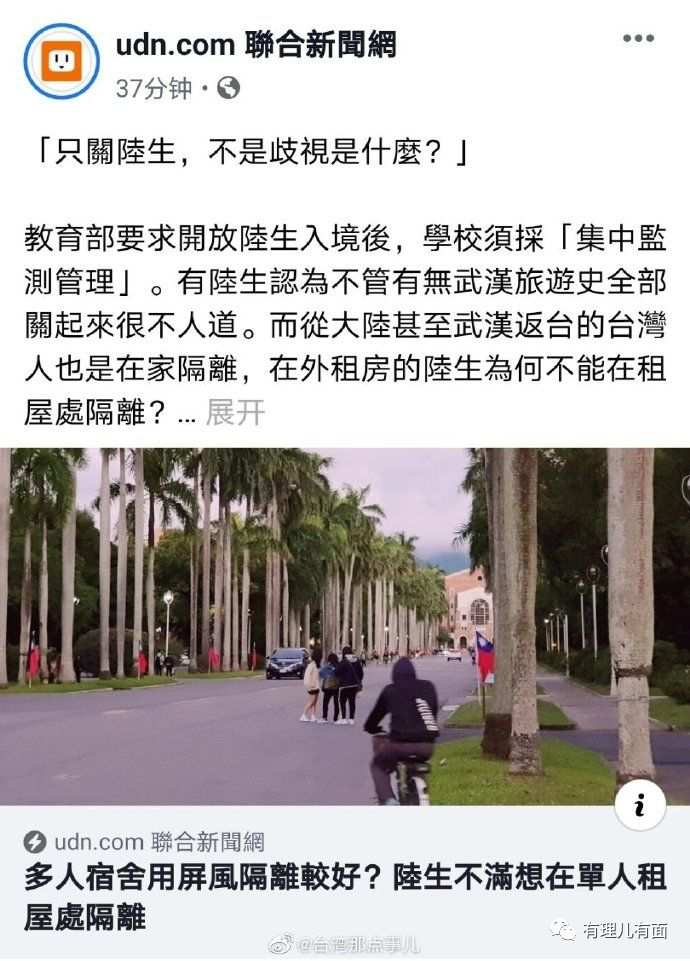 udn.com 聯合新聞網
37分钟
「只關陸生，不是歧視是什麼？」
教育部要求開放陸生入境後，學校須採「集中監
測管理」。有陸生認為不管有無武漢旅遊史全部
關起來很不人道。而從大陸甚至武漢返台的台灣
人也是在家隔離，在外租房的陸生為何不能在租
屋處隔離？... 展开
udn.com 聯合新聞網
多人宿舍用屏風隔離較好？陸生不滿想在單人租
屋處隔離
@台湾那点事儿
有理儿有面